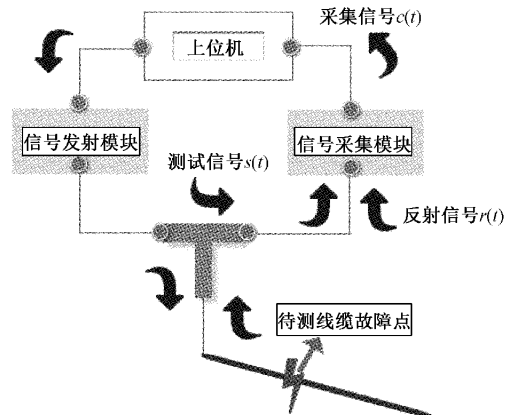 采集信号c(t)
上位机
信号发射模块
信号采集模块
测试信号s(t)
反射信号r(t)
待测线缆故障点